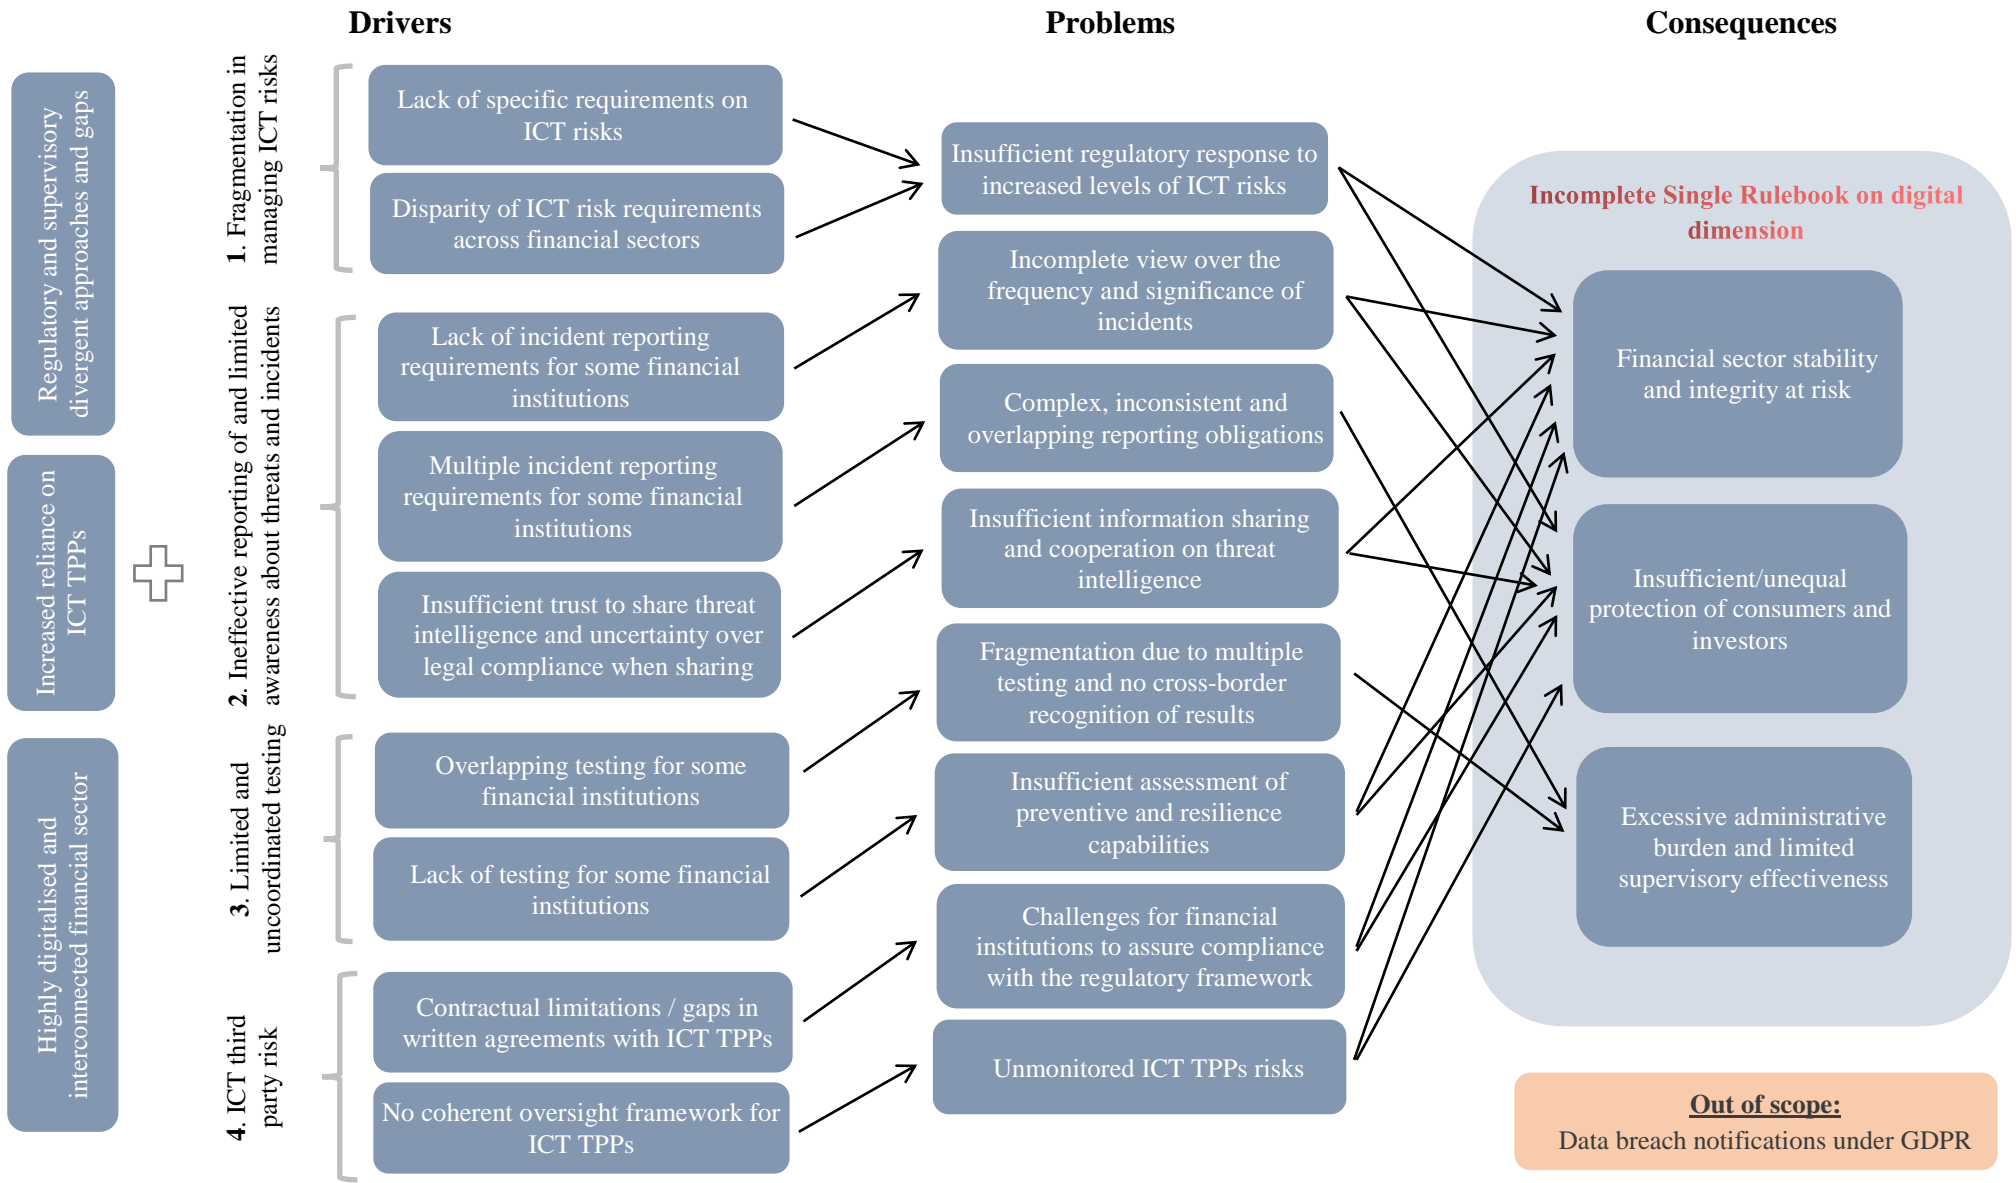 Drivers
Problems
Consequences
Regulatory and supervisory
divergent approaches and gaps
Increased reliance on
ICT TPPs
Highly digitalised and
interconnected financial sector
1. Fragmentation in
managing ICT risks
Lack of specific requirements on
ICT risks
Disparity of ICT risk requirements
across financial sectors
2. Ineffective reporting of and limited
awareness about threats and incidents
Lack of incident reporting
requirements for some financial
institutions
Multiple incident reporting
requirements for some financial
institutions
Insufficient trust to share threat
intelligence and uncertainty over
legal compliance when sharing
3. Limited and
uncoordinated testing
Overlapping testing for some
financial institutions
Lack of testing for some financial
institutions
4. ICT third
party risk
Contractual limitations / gaps in
written agreements with ICT TPPs
No coherent oversight framework for
ICT TPPs
Insufficient regulatory response to
increased levels of ICT risks
Incomplete view over the
frequency and significance of
incidents
Complex, inconsistent and
overlapping reporting obligations
Insufficient information sharing
and cooperation on threat
intelligence
Fragmentation due to multiple
testing and no cross-border
recognition of results
Insufficient assessment of
preventive and resilience
capabilities
Challenges for financial
institutions to assure compliance
with the regulatory framework
Unmonitored ICT TPPs risks
Incomplete Single Rulebook on digital
dimension
Financial sector stability
and integrity at risk
Insufficient/unequal
protection of consumers and
investors
Excessive administrative
burden and limited
supervisory effectiveness
Out of scope:
Data breach notifications under GDPR